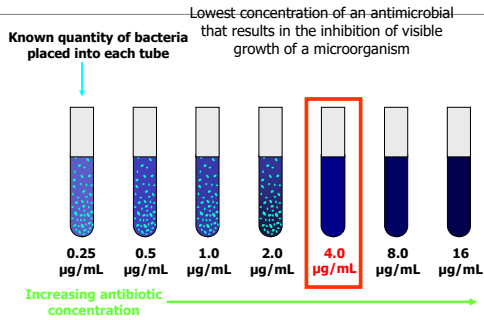 Lowest concentration of an antimicrobial
that results in the inhibition of visible
growth of a microorganism
Known quantity of bacteria
placed into each tube
0.25
µg/mL
0.5
µg/mL
1.0
µg/mL
2.0
µg/mL
4.0
µg/mL
8.0
µg/mL
16
µg/mL
Increasing antibiotic
concentration